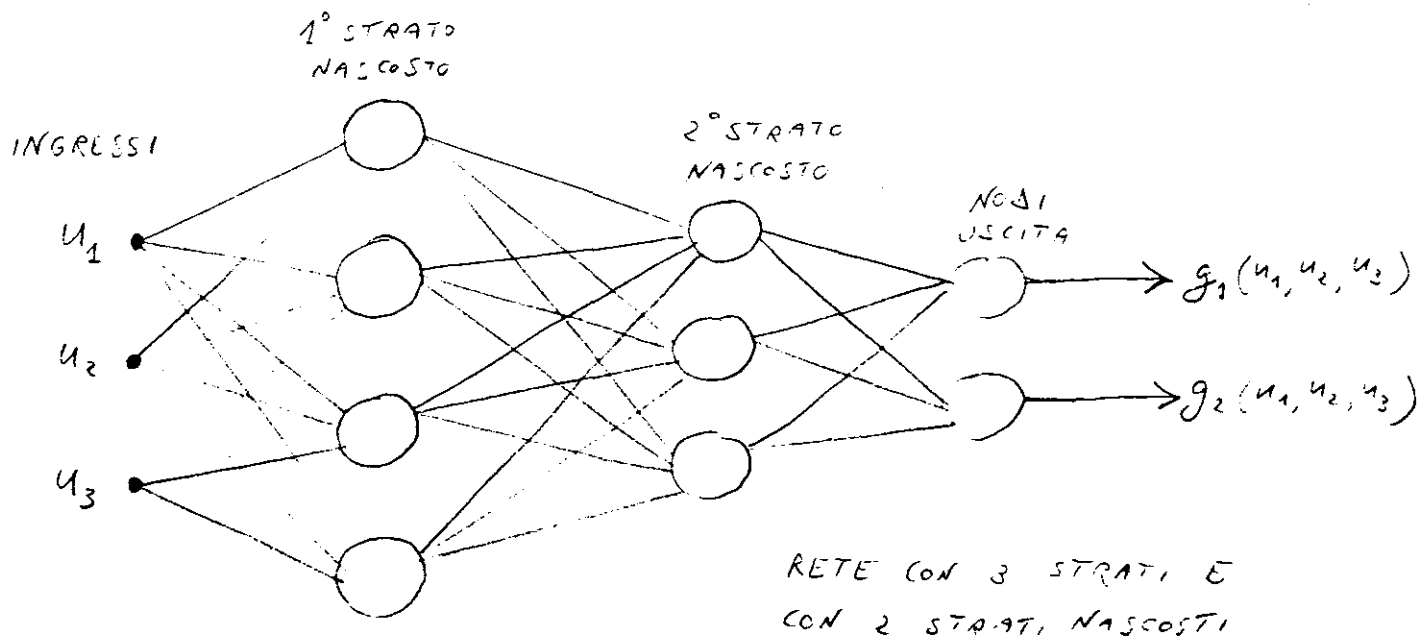 1° STRATO
NASCOSTO
INGRESSI
2° STRATO
NASCOSTO
NODI
USCITA
u₁
g₁(u₁, u₂, u₃)
u₂
g₂(u₁, u₂, u₃)
u₃
RETE CON 3 STRATI E
CON 2 STRATI NASCOSTI